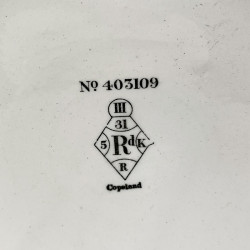 Nº 403109
III
31
5 Rd K
R
Copeland